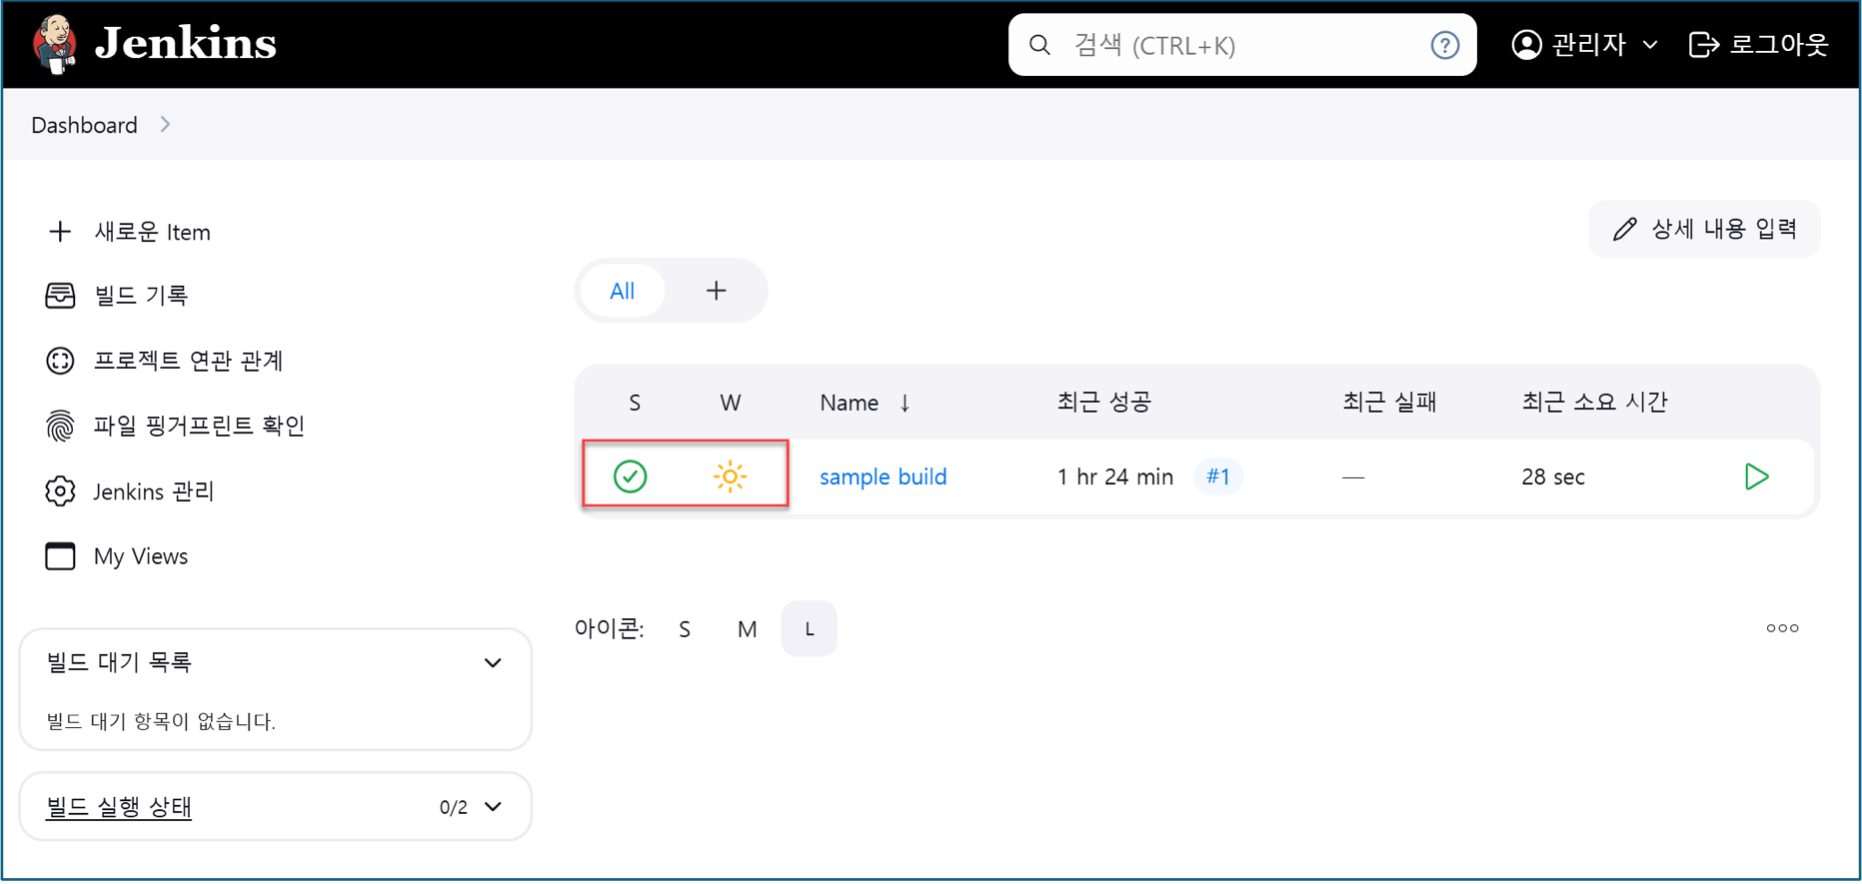 Jenkins
검색 (CTRL+K)
관리자
로그아웃
Dashboard
새로운 Item
빌드 기록
프로젝트 연관 관계
파일 핑거프린트 확인
Jenkins 관리
My Views
빌드 대기 목록
빌드 대기 항목이 없습니다.
빌드 실행 상태 0/2
상세 내용 입력
All +
S W Name ↓ 최근 성공 최근 실패 최근 소요 시간
sample build 1 hr 24 min #1 — 28 sec
아이콘: S M L